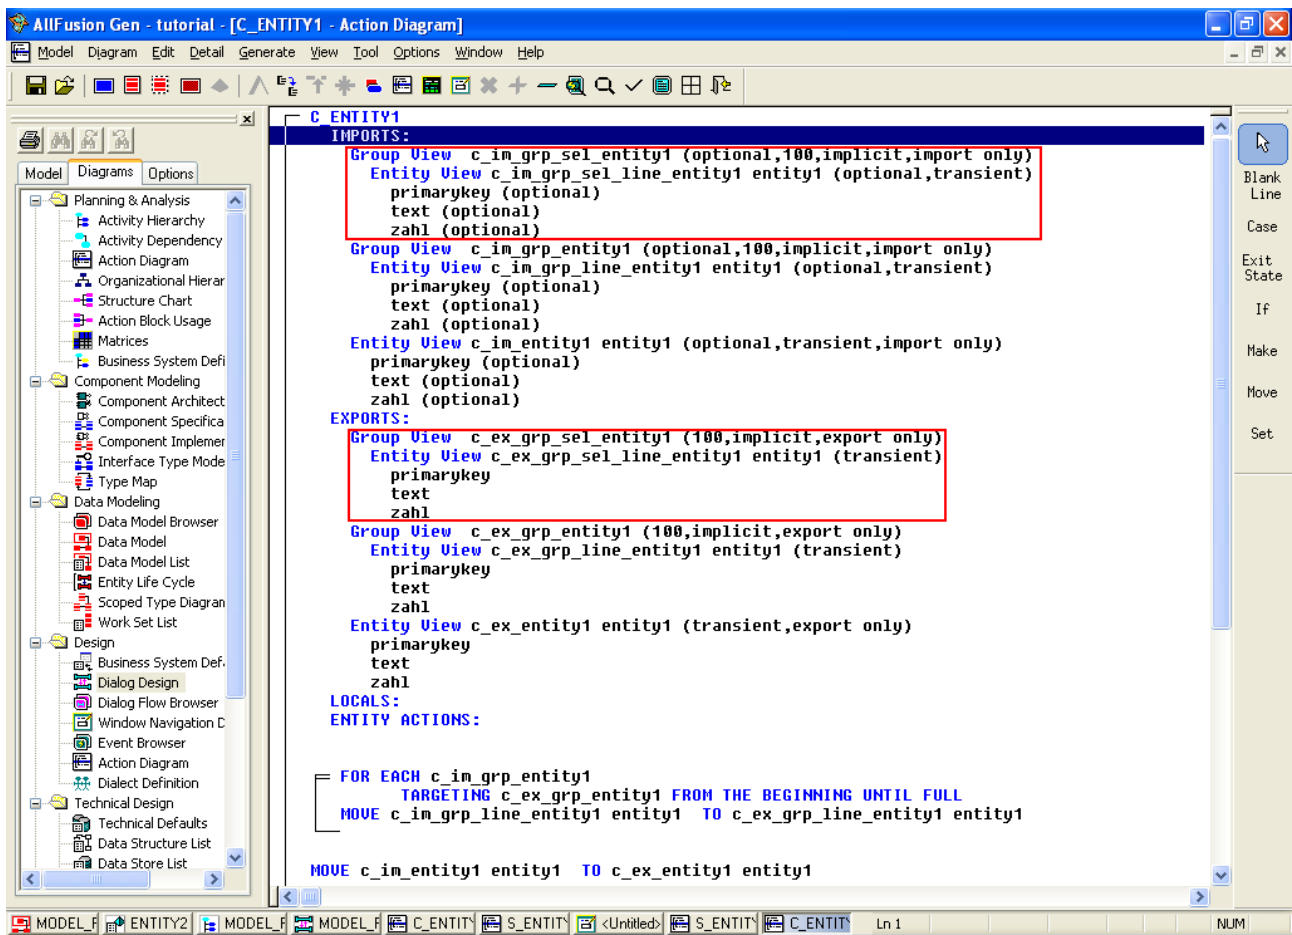 AllFusion Gen - tutorial - [C_ENTITY1 - Action Diagram]
Model Diagram Edit Detail Generate View Tool Options Window Help
Model Diagrams Options
Planning & Analysis
Activity Hierarchy
Activity Dependency
Action Diagram
Organizational Hierar
Structure Chart
Action Block Usage
Matrices
Business System Defi
Component Modeling
Component Architect
Component Specifica
Component Implemer
Interface Type Mode
Type Map
Data Modeling
Data Model Browser
Data Model
Data Model List
Entity Life Cycle
Scoped Type Diagran
Work Set List
Design
Business System Def
Dialog Design
Dialog Flow Browser
Window Navigation D
Event Browser
Action Diagram
Dialect Definition
Technical Design
Technical Defaults
Data Structure List
Data Store List
C_ENTITY1
IMPORTS:
Group View c_im_grp_sel_entity1 (optional,100,implicit,import only)
Entity View c_im_grp_sel_line_entity1 entity1 (optional,transient)
primarykey (optional)
text (optional)
zahl (optional)
Group View c_im_grp_entity1 (optional,100,implicit,import only)
Entity View c_im_grp_line_entity1 entity1 (optional,transient)
primarykey (optional)
text (optional)
zahl (optional)
Entity View c_im_entity1 entity1 (optional,transient,import only)
primarykey (optional)
text (optional)
zahl (optional)
EXPORTS:
Group View c_ex_grp_sel_entity1 (100,implicit,export only)
Entity View c_ex_grp_sel_line_entity1 entity1 (transient)
primarykey
text
zahl
Group View c_ex_grp_entity1 (100,implicit,export only)
Entity View c_ex_grp_line_entity1 entity1 (transient)
primarykey
text
zahl
Entity View c_ex_entity1 entity1 (transient,export only)
primarykey
text
zahl
LOCALS:
ENTITY ACTIONS:
FOR EACH c_im_grp_entity1
TARGETING c_ex_grp_entity1 FROM THE BEGINNING UNTIL FULL
MOVE c_im_grp_line_entity1 entity1 TO c_ex_grp_line_entity1 entity1
MOVE c_im_entity1 entity1 TO c_ex_entity1 entity1
Blank
Line
Case
Exit
State
If
Make
Move
Set
MODEL_F ENTITY2 MODEL_F MODEL_F C_ENTITY S_ENTITY <Untitled> S_ENTITY C_ENTITY Ln 1 NUM